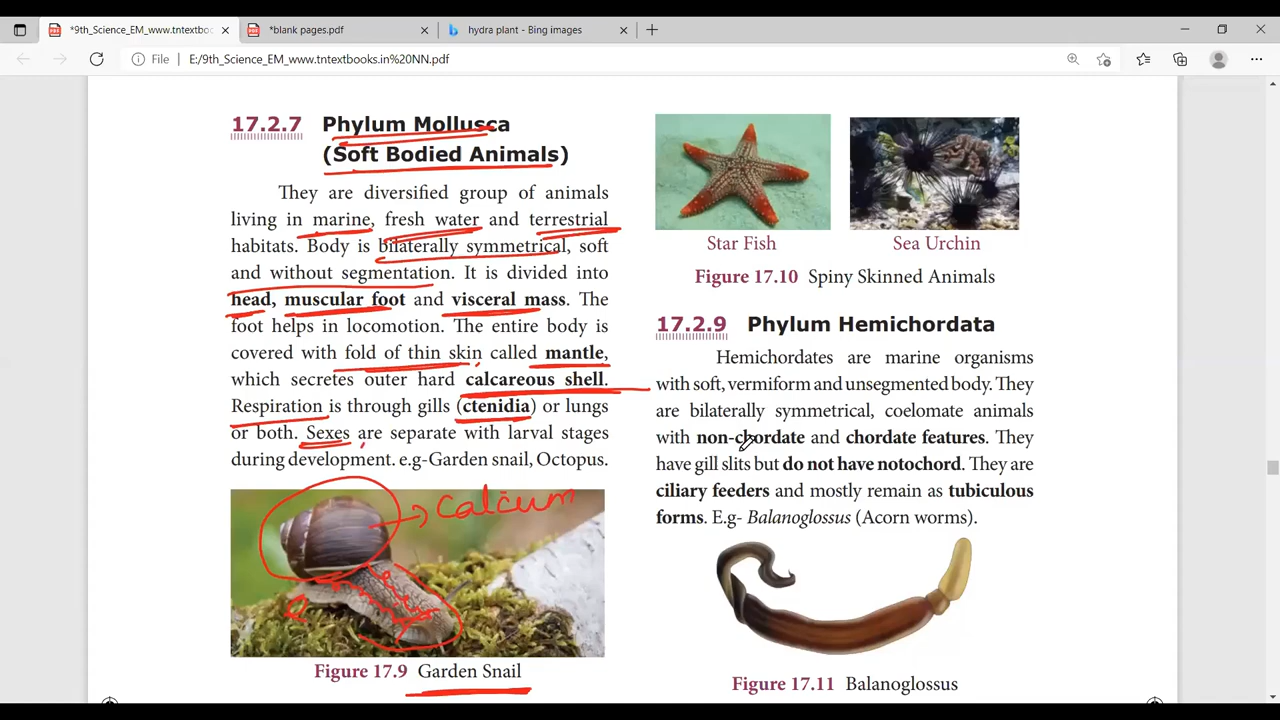 *9th_Science_EM_www.tntextboo
*blank pages.pdf
hydra plant - Bing images
File
E:/9th_Science_EM_www.tntextbooks.in%20NN.pdf
17.2.7 Phylum Mollusca
(Soft Bodied Animals)
They are diversified group of animals
living in marine, fresh water and terrestrial
habitats. Body is bilaterally symmetrical, soft
and without segmentation. It is divided into
head, muscular foot and visceral mass. The
foot helps in locomotion. The entire body is
covered with fold of thin skin called mantle,
which secretes outer hard calcareous shell.
Respiration is through gills (ctenidia) or lungs
or both. Sexes are separate with larval stages
during development. e.g-Garden snail, Octopus.
Calcium
Figure 17.9 Garden Snail
Star Fish
Sea Urchin
Figure 17.10 Spiny Skinned Animals
17.2.9 Phylum Hemichordata
Hemichordates are marine organisms
with soft, vermiform and unsegmented body. They
are bilaterally symmetrical, coelomate animals
with non-chordate and chordate features. They
have gill slits but do not have notochord. They are
ciliary feeders and mostly remain as tubiculous
forms. E.g- Balanoglossus (Acorn worms).
Figure 17.11 Balanoglossus